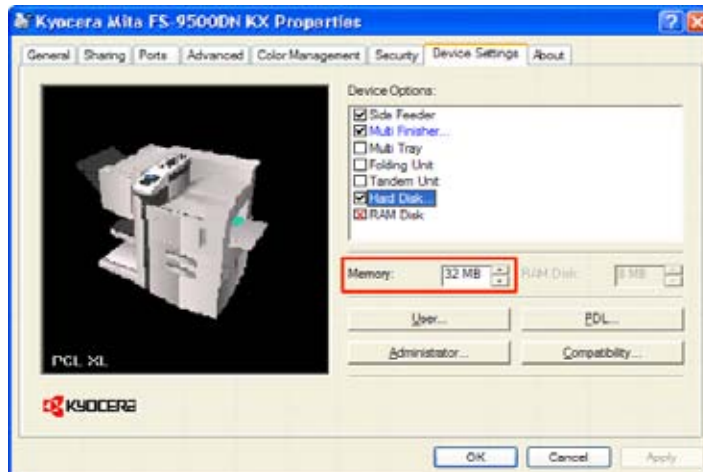 Kyocera Mita FS-9500DN KX Properties
General Sharing Ports Advanced Color Management Security Device Settings About
Device Options:
Side Feeder
Multi Finisher...
Multi Tray
Folding Unit
Tandem Unit
Hard Disk...
RAM Disk
Memory: 32 MB RAM Disk: 8 MB
User... PDL...
Administrator... Compatibility...
PCL XL
KYOCERA
OK Cancel Apply